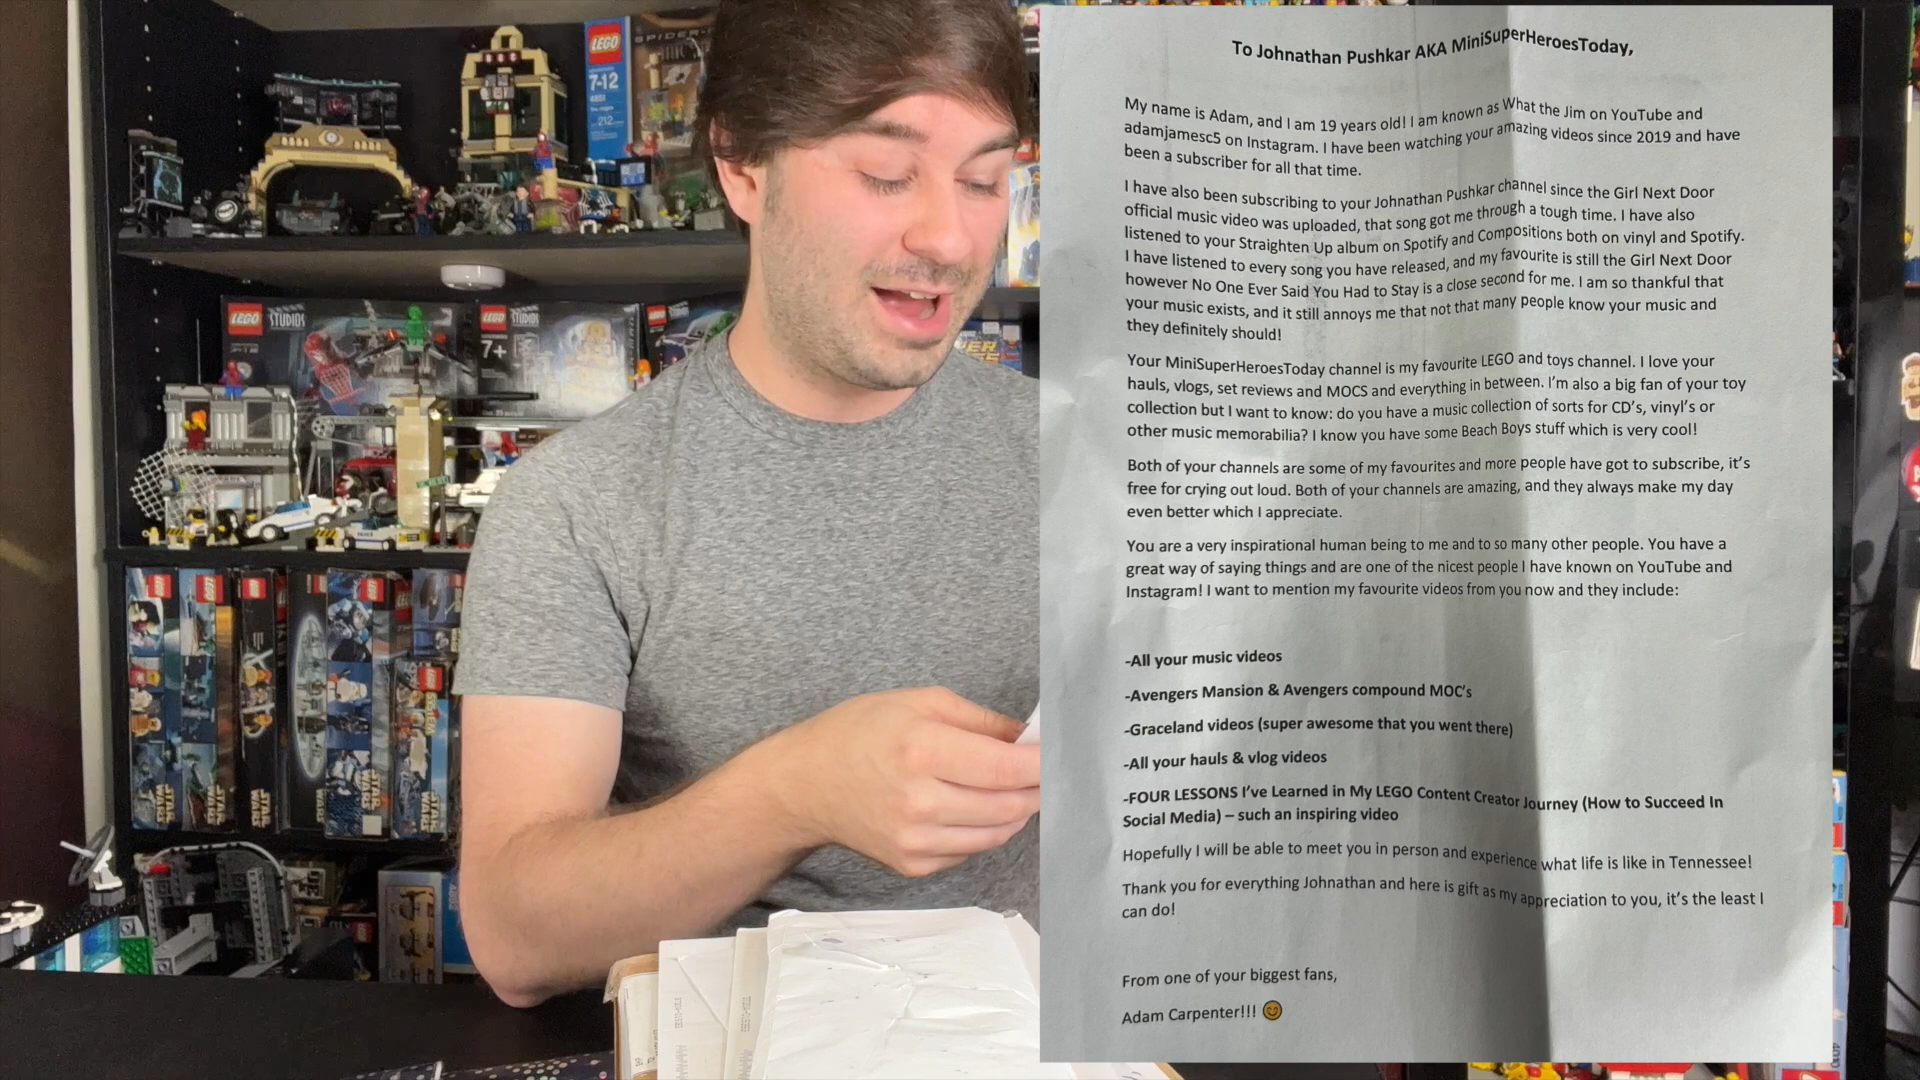 To Johnathan Pushkar AKA MiniSuperHeroesToday,
My name is Adam, and I am 19 years old! I am known as What the Jim on YouTube and
adamjamesc5 on Instagram. I have been watching your amazing videos since 2019 and have
been a subscriber for all that time.
I have also been subscribing to your Johnathan Pushkar channel since the Girl Next Door
official music video was uploaded, that song got me through a tough time. I have also
listened to your Straighten Up album on Spotify and Compositions both on vinyl and Spotify.
I have listened to every song you have released, and my favourite is still the Girl Next Door
however No One Ever Said You Had to Stay is a close second for me. I am so thankful that
your music exists, and it still annoys me that not that many people know your music and
they definitely should!
Your MiniSuperHeroesToday channel is my favourite LEGO and toys channel. I love your
hauls, vlogs, set reviews and MOCS and everything in between. I'm also a big fan of your toy
collection but I want to know: do you have a music collection of sorts for CD's, vinyl's or
other music memorabilia? I know you have some Beach Boys stuff which is very cool!
Both of your channels are some of my favourites and more people have got to subscribe, it's
free for crying out loud. Both of your channels are amazing, and they always make my day
even better which I appreciate.
You are a very inspirational human being to me and to so many other people. You have a
great way of saying things and are one of the nicest people I have known on YouTube and
Instagram! I want to mention my favourite videos from you now and they include:
-All your music videos
-Avengers Mansion & Avengers compound MOC's
-Graceland videos (super awesome that you went there)
-All your hauls & vlog videos
-FOUR LESSONS I've Learned in My LEGO Content Creator Journey (How to Succeed In
Social Media) – such an inspiring video
Hopefully I will be able to meet you in person and experience what life is like in Tennessee!
Thank you for everything Johnathan and here is gift as my appreciation to you, it's the least I
can do!
From one of your biggest fans,
Adam Carpenter!!! 😊
LEGO
SPIDER-
7-12
4851
212
LEGO STUDIOS
LEGO STUDIOS
7+
LEGO
STAR WARS
STAR WARS
STAR WARS
STAR WARS